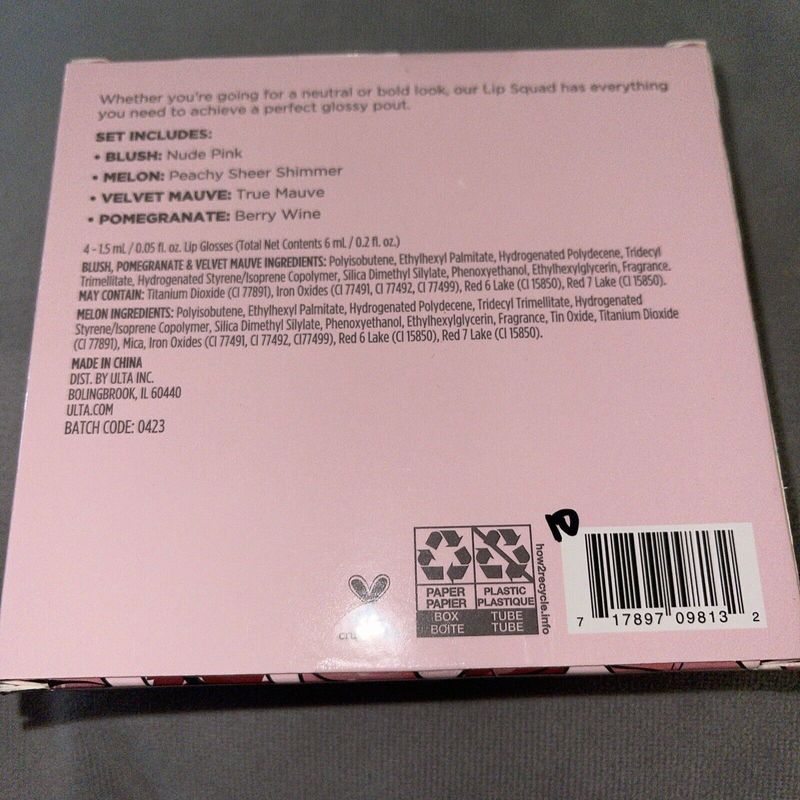 Whether you're going for a neutral or bold look, our Lip Squad has everything
you need to achieve a perfect glossy pout.
SET INCLUDES:
• BLUSH: Nude Pink
• MELON: Peachy Sheer Shimmer
• VELVET MAUVE: True Mauve
• POMEGRANATE: Berry Wine
4 - 1.5 mL / 0.05 fl. oz. Lip Glosses (Total Net Contents 6 mL / 0.2 fl. oz.)
BLUSH, POMEGRANATE & VELVET MAUVE INGREDIENTS: Polyisobutene, Ethylhexyl Palmitate, Hydrogenated Polydecene, Tridecyl
Trimellitate, Hydrogenated Styrene/Isoprene Copolymer, Silica Dimethyl Silylate, Phenoxyethanol, Ethylhexylglycerin, Fragrance.
MAY CONTAIN: Titanium Dioxide (CI 77891), Iron Oxides (CI 77491, CI 77492, CI 77499), Red 6 Lake (CI 15850), Red 7 Lake (CI 15850).
MELON INGREDIENTS: Polyisobutene, Ethylhexyl Palmitate, Hydrogenated Polydecene, Tridecyl Trimellitate, Hydrogenated
Styrene/Isoprene Copolymer, Silica Dimethyl Silylate, Phenoxyethanol, Ethylhexylglycerin, Fragrance, Tin Oxide, Titanium Dioxide
(CI 77891), Mica, Iron Oxides (CI 77491, CI 77492, CI77499), Red 6 Lake (CI 15850), Red 7 Lake (CI 15850).
MADE IN CHINA
DIST. BY ULTA INC.
BOLINGBROOK, IL 60440
ULTA.COM
BATCH CODE: 0423
PAPER
PAPIER
BOX
BOÎTE
PLASTIC
PLASTIQUE
TUBE
TUBE
how2recycle.info
7 17897 09813 2